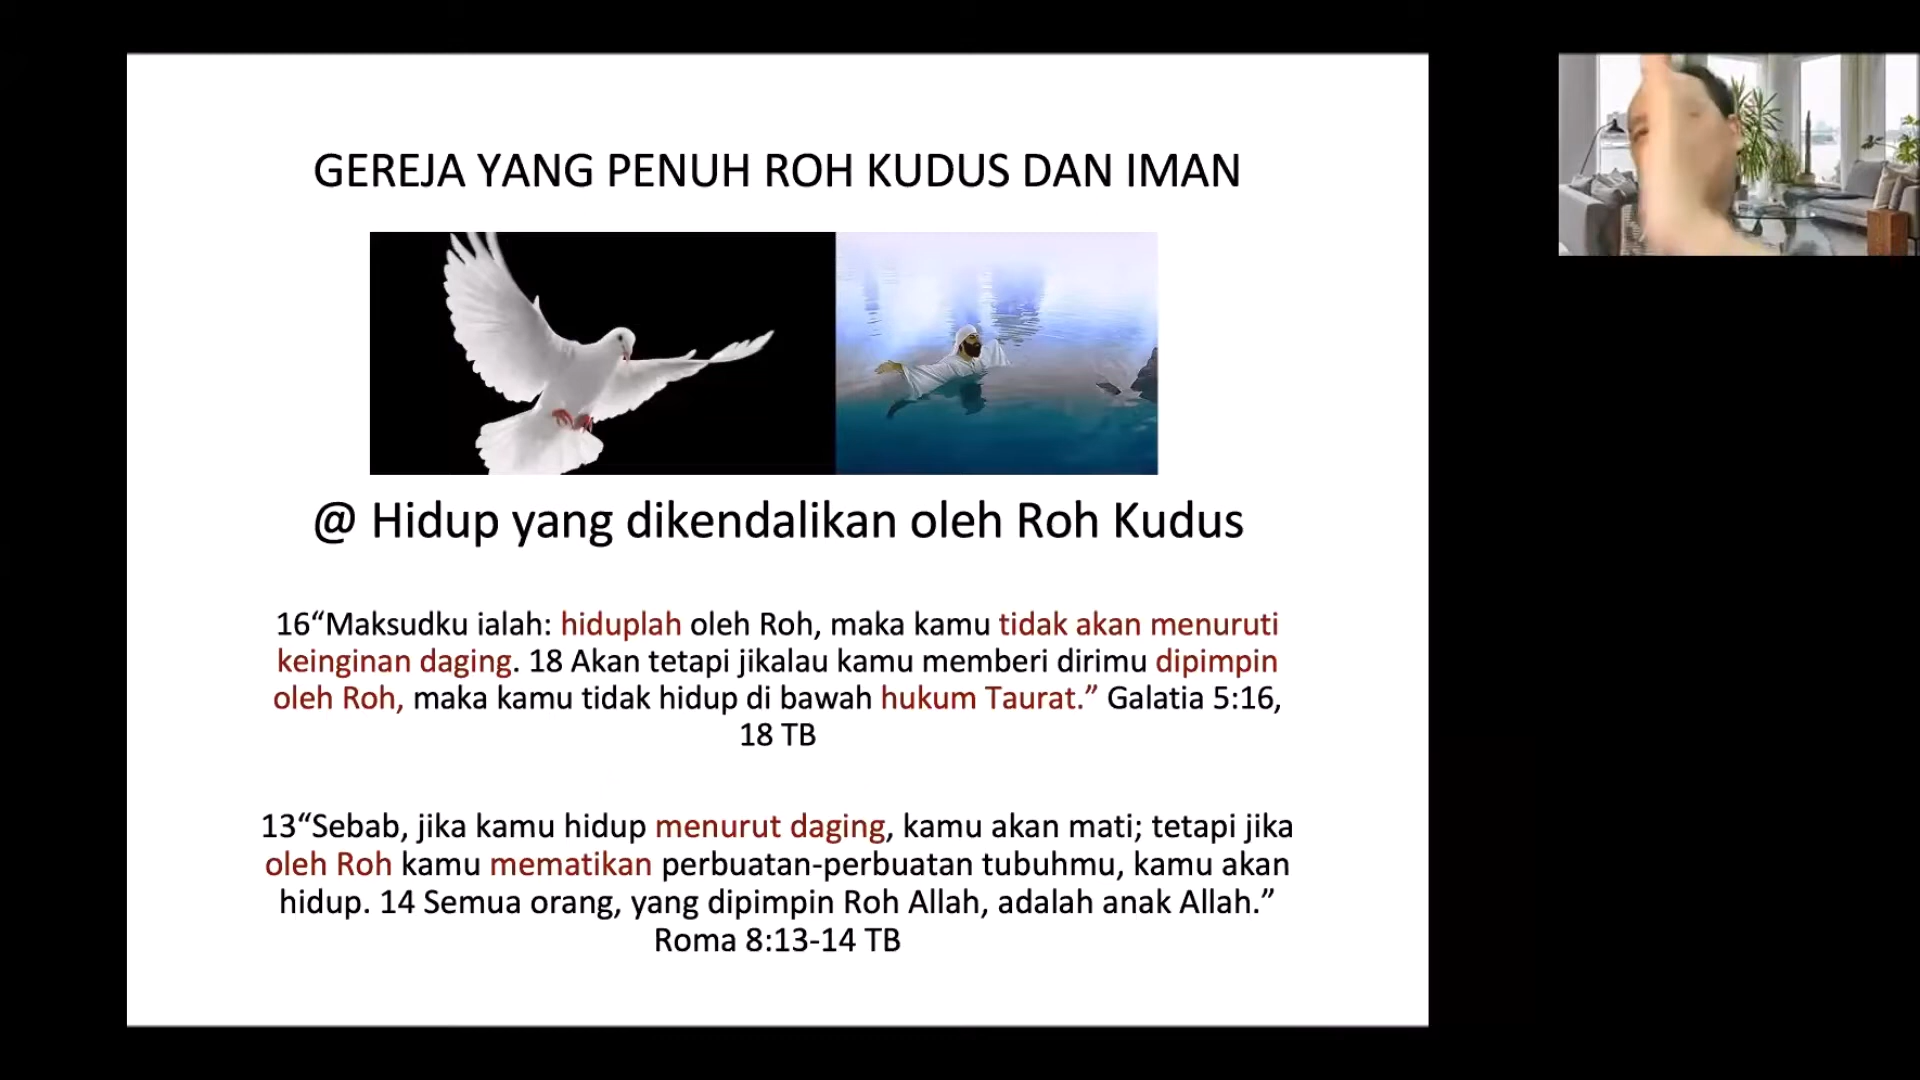 GEREJA YANG PENUH ROH KUDUS DAN IMAN
@ Hidup yang dikendalikan oleh Roh Kudus
16“Maksudku ialah: hiduplah oleh Roh, maka kamu tidak akan menuruti
keinginan daging. 18 Akan tetapi jikalau kamu memberi dirimu dipimpin
oleh Roh, maka kamu tidak hidup di bawah hukum Taurat.” Galatia 5:16,
18 TB
13“Sebab, jika kamu hidup menurut daging, kamu akan mati; tetapi jika
oleh Roh kamu mematikan perbuatan-perbuatan tubuhmu, kamu akan
hidup. 14 Semua orang, yang dipimpin Roh Allah, adalah anak Allah.”
Roma 8:13-14 TB